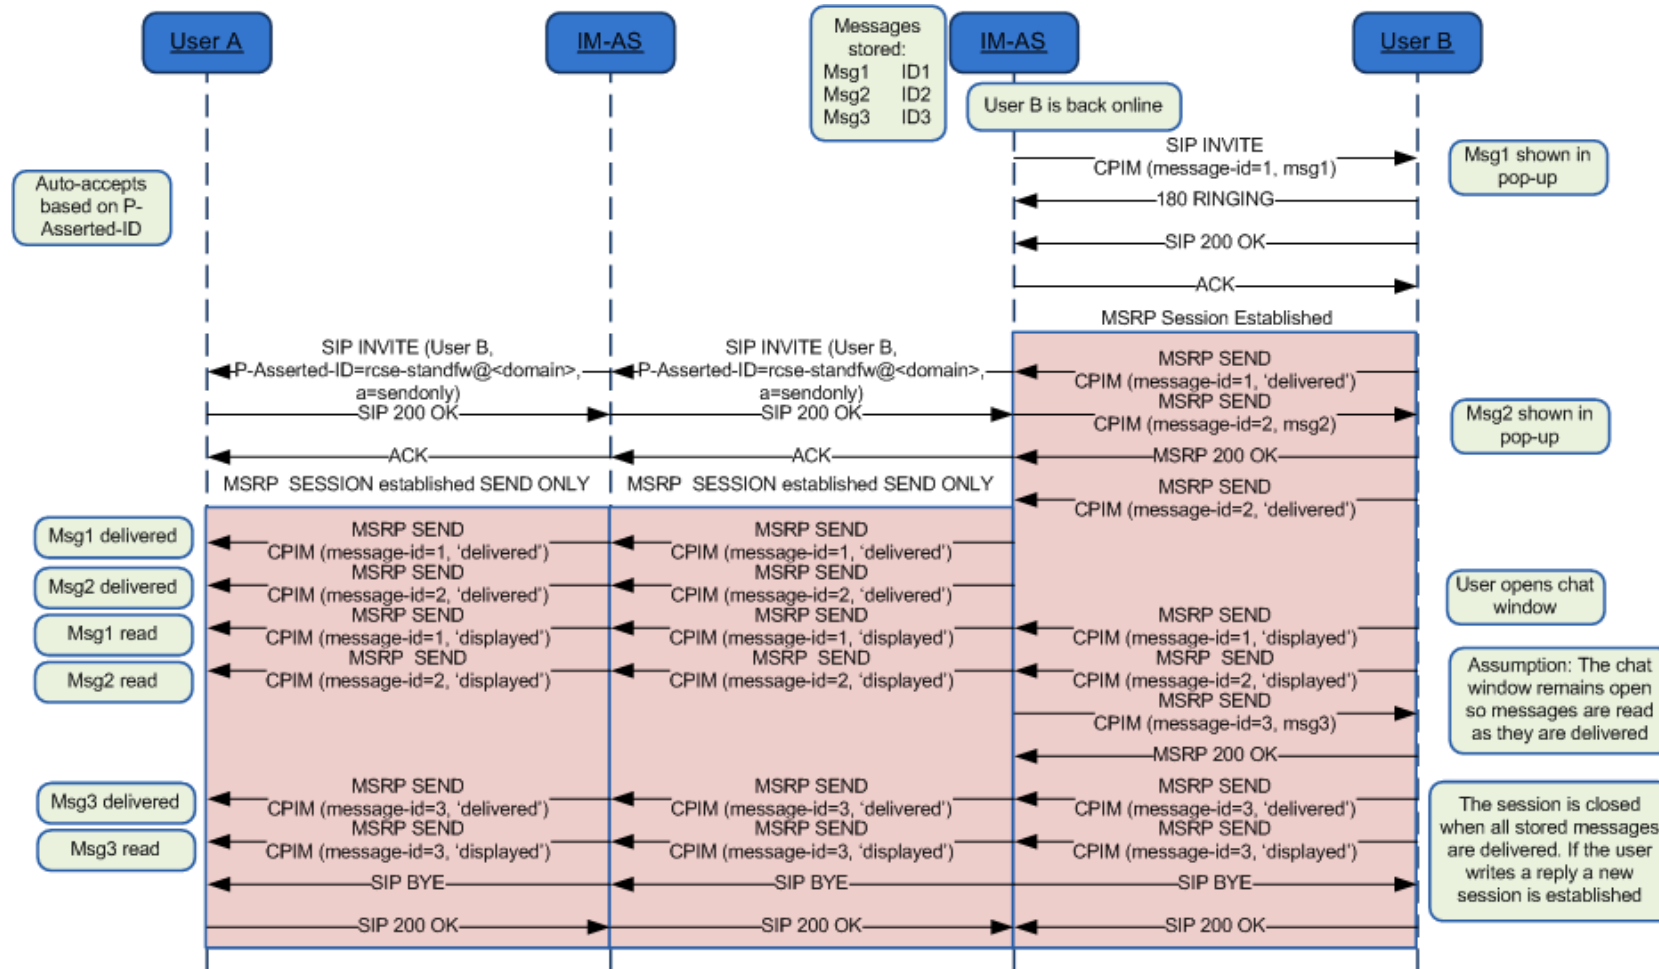 User A
IM-AS
Messages
stored:
Msg1 ID1
Msg2 ID2
Msg3 ID3
IM-AS
User B
User B is back online
SIP INVITE
CPIM (message-id=1, msg1)
Msg1 shown in
pop-up
Auto-accepts
based on P-
Asserted-ID
180 RINGING
SIP 200 OK
ACK
MSRP Session Established
SIP INVITE (User B,
P-Asserted-ID=rcse-standfw@<domain>,
a=sendonly)
SIP INVITE (User B,
P-Asserted-ID=rcse-standfw@<domain>,
a=sendonly)
MSRP SEND
CPIM (message-id=1, ‘delivered’)
SIP 200 OK
SIP 200 OK
MSRP SEND
CPIM (message-id=2, msg2)
Msg2 shown in
pop-up
ACK
ACK
MSRP 200 OK
MSRP SESSION established SEND ONLY
MSRP SESSION established SEND ONLY
MSRP SEND
CPIM (message-id=2, ‘delivered’)
Msg1 delivered
MSRP SEND
CPIM (message-id=1, ‘delivered’)
MSRP SEND
CPIM (message-id=1, ‘delivered’)
Msg2 delivered
MSRP SEND
CPIM (message-id=2, ‘delivered’)
MSRP SEND
CPIM (message-id=2, ‘delivered’)
User opens chat
window
Msg1 read
MSRP SEND
CPIM (message-id=1, ‘displayed’)
MSRP SEND
CPIM (message-id=1, ‘displayed’)
MSRP SEND
CPIM (message-id=1, ‘displayed’)
Msg2 read
MSRP SEND
CPIM (message-id=2, ‘displayed’)
MSRP SEND
CPIM (message-id=2, ‘displayed’)
MSRP SEND
CPIM (message-id=2, ‘displayed’)
Assumption: The chat
window remains open
so messages are read
as they are delivered
MSRP SEND
CPIM (message-id=3, msg3)
MSRP 200 OK
Msg3 delivered
MSRP SEND
CPIM (message-id=3, ‘delivered’)
MSRP SEND
CPIM (message-id=3, ‘delivered’)
MSRP SEND
CPIM (message-id=3, ‘delivered’)
Msg3 read
MSRP SEND
CPIM (message-id=3, ‘displayed’)
MSRP SEND
CPIM (message-id=3, ‘displayed’)
MSRP SEND
CPIM (message-id=3, ‘displayed’)
The session is closed
when all stored messages
are delivered. If the user
writes a reply a new
session is established
SIP BYE
SIP BYE
SIP BYE
SIP 200 OK
SIP 200 OK
SIP 200 OK